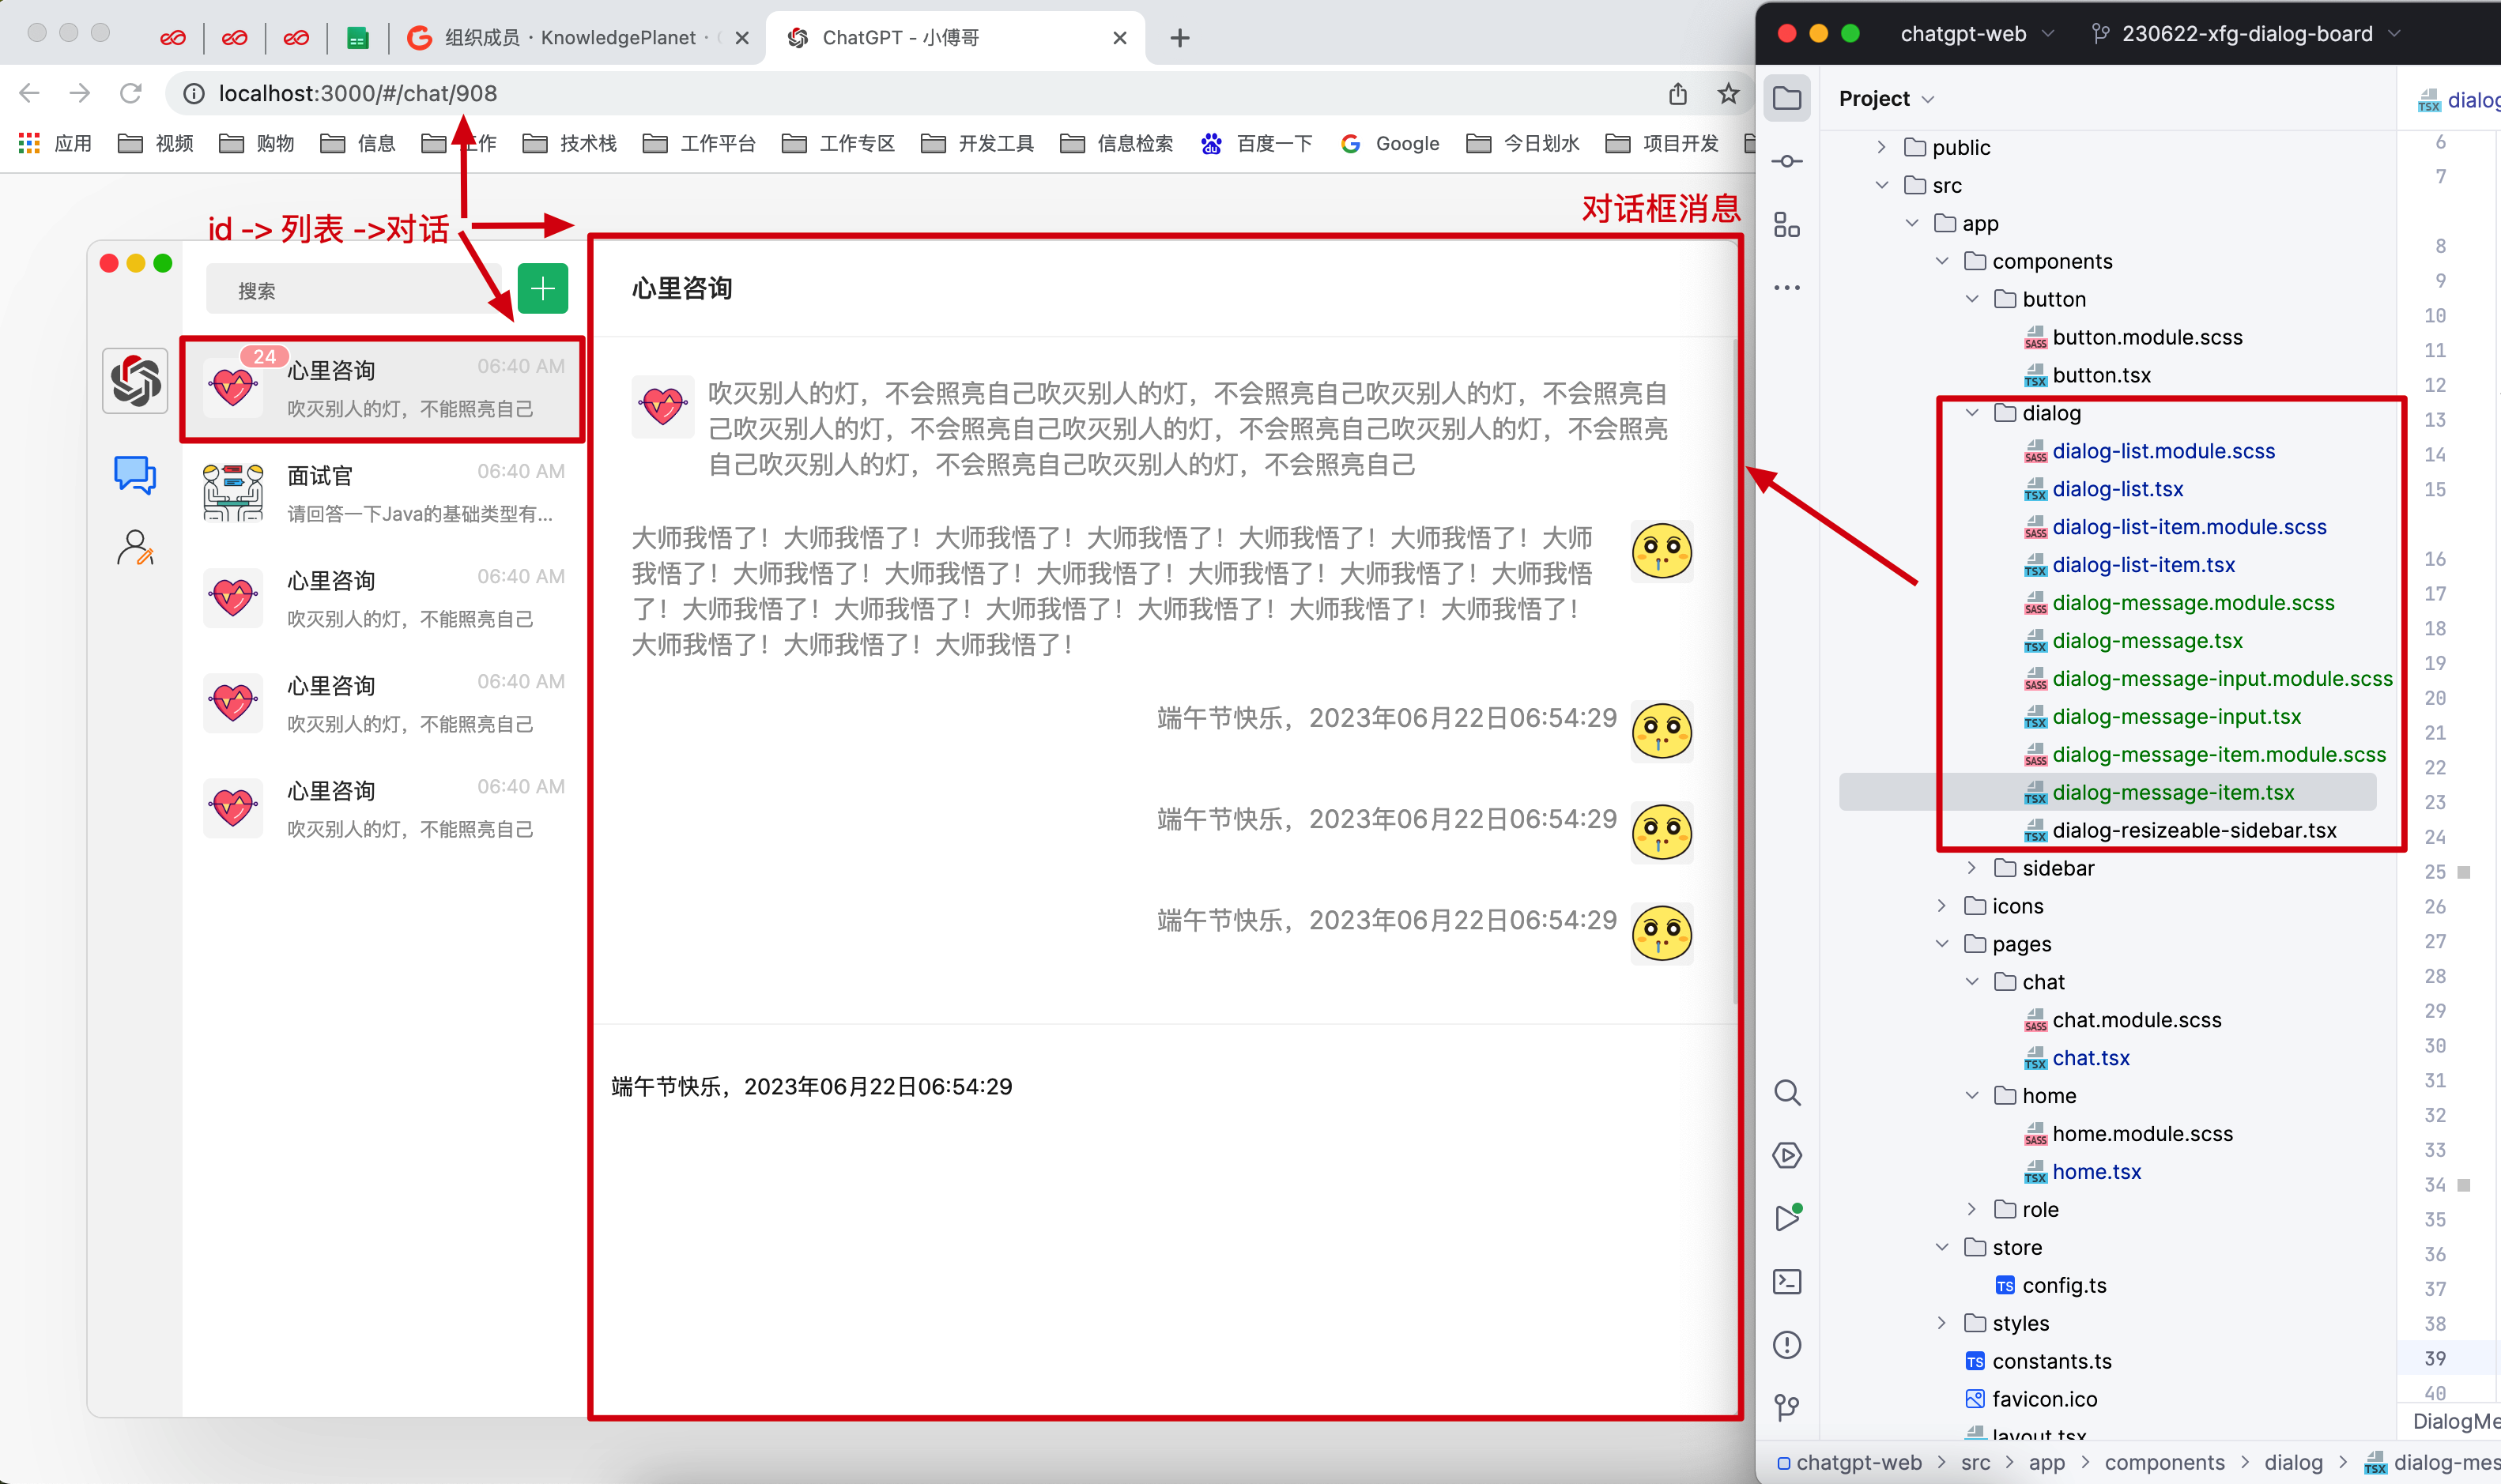 组织成员 · KnowledgePlanet ·
ChatGPT - 小傅哥
localhost:3000/#/chat/908
应用
视频
购物
信息
工作
技术栈
工作平台
工作专区
开发工具
信息检索
百度一下
Google
今日划水
项目开发
id -> 列表 ->对话
对话框消息
搜索
24
心里咨询
06:40 AM
吹灭别人的灯，不能照亮自己
面试官
06:40 AM
请回答一下Java的基础类型有...
心里咨询
06:40 AM
吹灭别人的灯，不能照亮自己
心里咨询
06:40 AM
吹灭别人的灯，不能照亮自己
心里咨询
06:40 AM
吹灭别人的灯，不能照亮自己
心里咨询
吹灭别人的灯，不会照亮自己吹灭别人的灯，不会照亮自己吹灭别人的灯，不会照亮自
己吹灭别人的灯，不会照亮自己吹灭别人的灯，不会照亮自己吹灭别人的灯，不会照亮
自己吹灭别人的灯，不会照亮自己吹灭别人的灯，不会照亮自己
大师我悟了！大师我悟了！大师我悟了！大师我悟了！大师我悟了！大师我悟了！大师
我悟了！大师我悟了！大师我悟了！大师我悟了！大师我悟了！大师我悟了！大师我悟
了！大师我悟了！大师我悟了！大师我悟了！大师我悟了！大师我悟了！大师我悟了！
大师我悟了！大师我悟了！大师我悟了！
端午节快乐，2023年06月22日06:54:29
端午节快乐，2023年06月22日06:54:29
端午节快乐，2023年06月22日06:54:29
端午节快乐，2023年06月22日06:54:29
chatgpt-web
230622-xfg-dialog-board
Project
public
src
app
components
button
button.module.scss
button.tsx
dialog
dialog-list.module.scss
dialog-list.tsx
dialog-list-item.module.scss
dialog-list-item.tsx
dialog-message.module.scss
dialog-message.tsx
dialog-message-input.module.scss
dialog-message-input.tsx
dialog-message-item.module.scss
dialog-message-item.tsx
dialog-resizeable-sidebar.tsx
sidebar
icons
pages
chat
chat.module.scss
chat.tsx
home
home.module.scss
home.tsx
role
store
config.ts
styles
constants.ts
favicon.ico
layout.tsx
6
7
8
9
10
11
12
13
14
15
16
17
18
19
20
21
22
23
24
25
26
27
28
29
30
31
32
33
34
35
36
37
38
39
40
chatgpt-web > src > app > components > dialog >